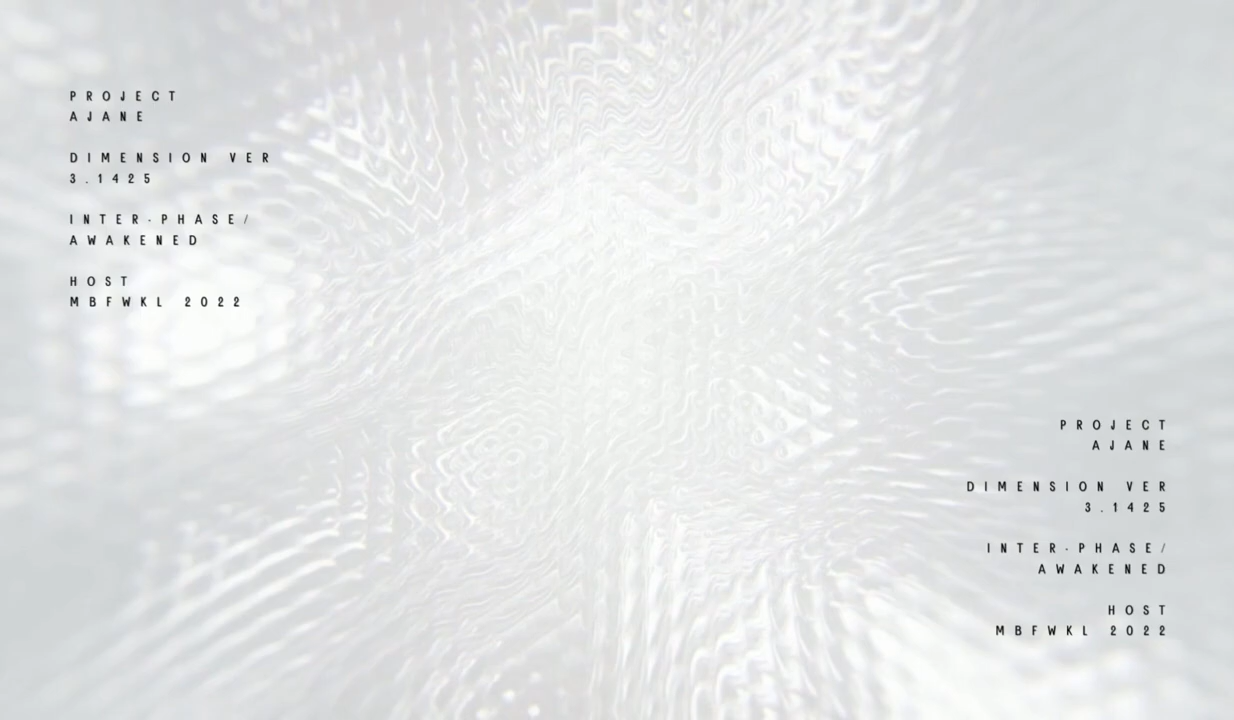 PROJECT
AJANE
DIMENSION VER
3.1425
INTER-PHASE/
AWAKENED
HOST
MBFWKL 2022
PROJECT
AJANE
DIMENSION VER
3.1425
INTER-PHASE/
AWAKENED
HOST
MBFWKL 2022